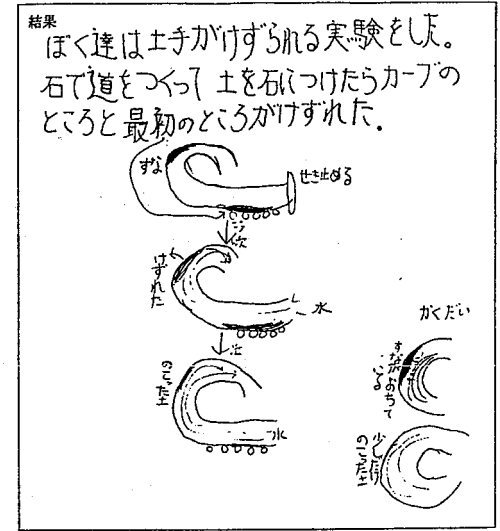 結果
ぼく達は土手がけずられる実験をした。
石で道をつくって 土を石につけたらカーブの
ところと最初のところがけずれた.
すな
せき止める
次
けずれた
水
次
のこった土
水
かくだい
すながおちて
いる
少し
のこった土